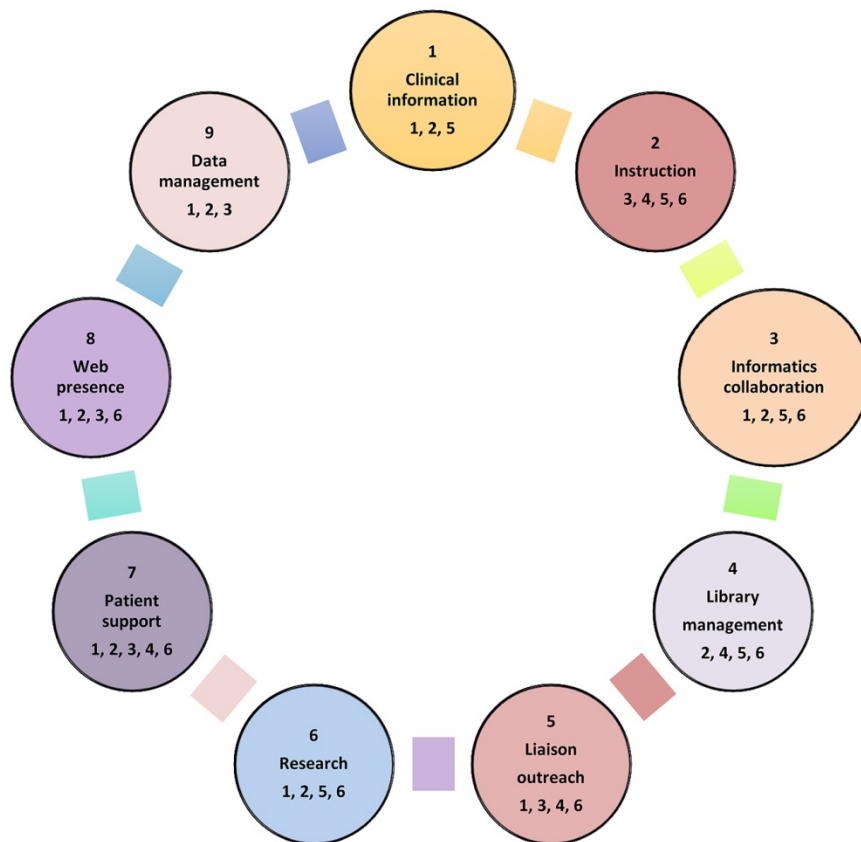 1
Clinical
information
1, 2, 5
2
Instruction
3, 4, 5, 6
3
Informatics
collaboration
1, 2, 5, 6
4
Library
management
2, 4, 5, 6
5
Liaison
outreach
1, 3, 4, 6
6
Research
1, 2, 5, 6
7
Patient
support
1, 2, 3, 4, 6
8
Web
presence
1, 2, 3, 6
9
Data
management
1, 2, 3